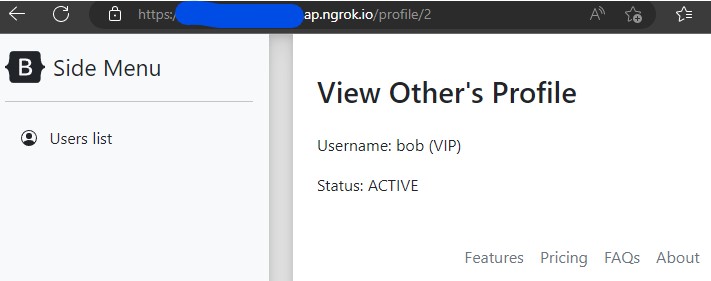 https:/ap.ngrok.io/profile/2
B Side Menu
Users list
View Other's Profile
Username: bob (VIP)
Status: ACTIVE
Features Pricing FAQs About